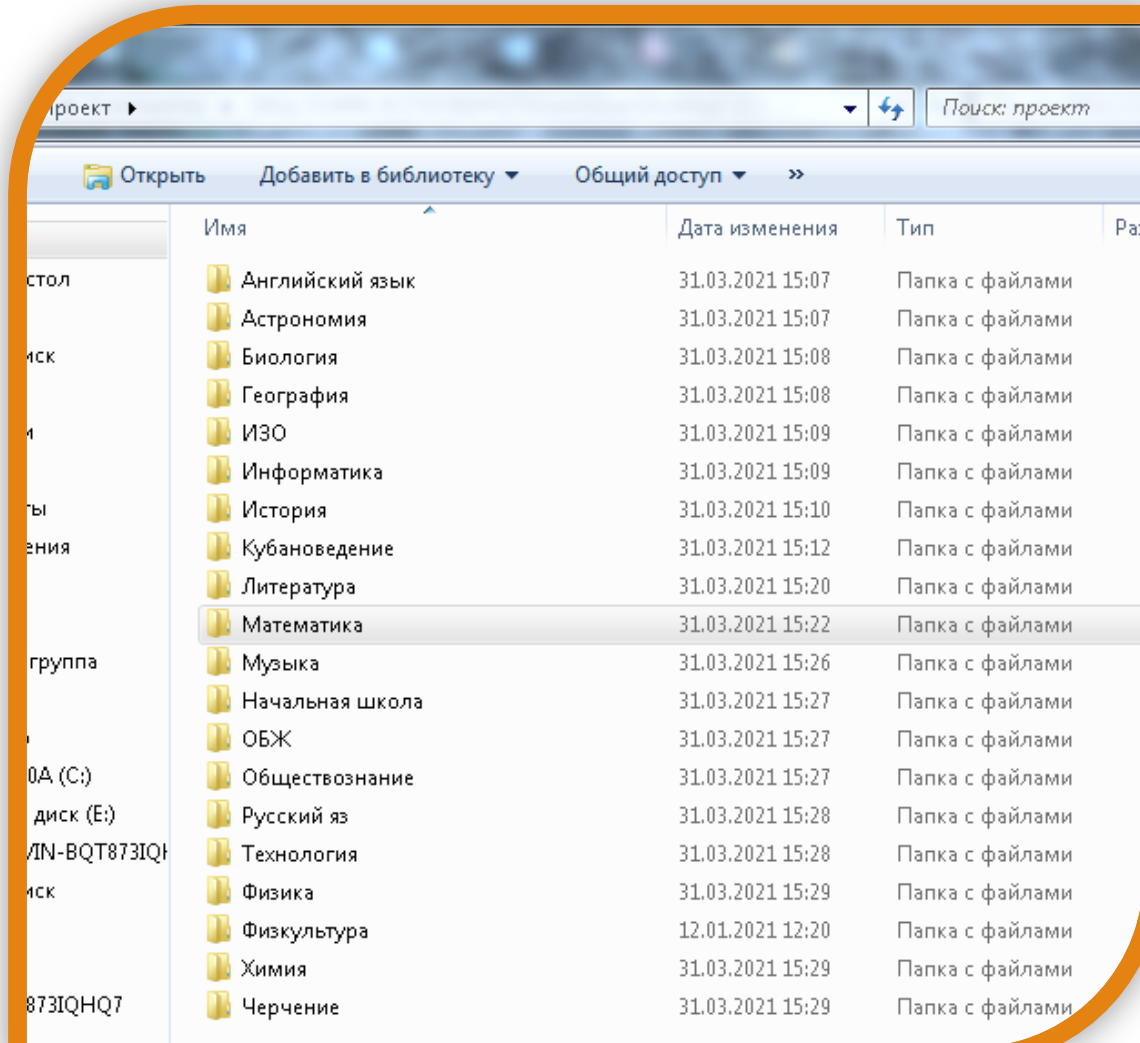 проект
Поиск: проект
Открыть Добавить в библиотеку Общий доступ »
Имя Дата изменения Тип
стол
Английский язык 31.03.2021 15:07 Папка с файлами
Астрономия 31.03.2021 15:07 Папка с файлами
иск Биология 31.03.2021 15:08 Папка с файлами
География 31.03.2021 15:08 Папка с файлами
ИЗО 31.03.2021 15:09 Папка с файлами
Информатика 31.03.2021 15:09 Папка с файлами
ты История 31.03.2021 15:10 Папка с файлами
ения Кубановедение 31.03.2021 15:12 Папка с файлами
Литература 31.03.2021 15:20 Папка с файлами
Математика 31.03.2021 15:22 Папка с файлами
группа Музыка 31.03.2021 15:26 Папка с файлами
Начальная школа 31.03.2021 15:27 Папка с файлами
ОБЖ 31.03.2021 15:27 Папка с файлами
0A (C:) Обществознание 31.03.2021 15:27 Папка с файлами
диск (E:) Русский яз 31.03.2021 15:28 Папка с файлами
Технология 31.03.2021 15:28 Папка с файлами
иск Физика 31.03.2021 15:29 Папка с файлами
Физкультура 12.01.2021 12:20 Папка с файлами
Химия 31.03.2021 15:29 Папка с файлами
873IQHQ7 Черчение 31.03.2021 15:29 Папка с файлами